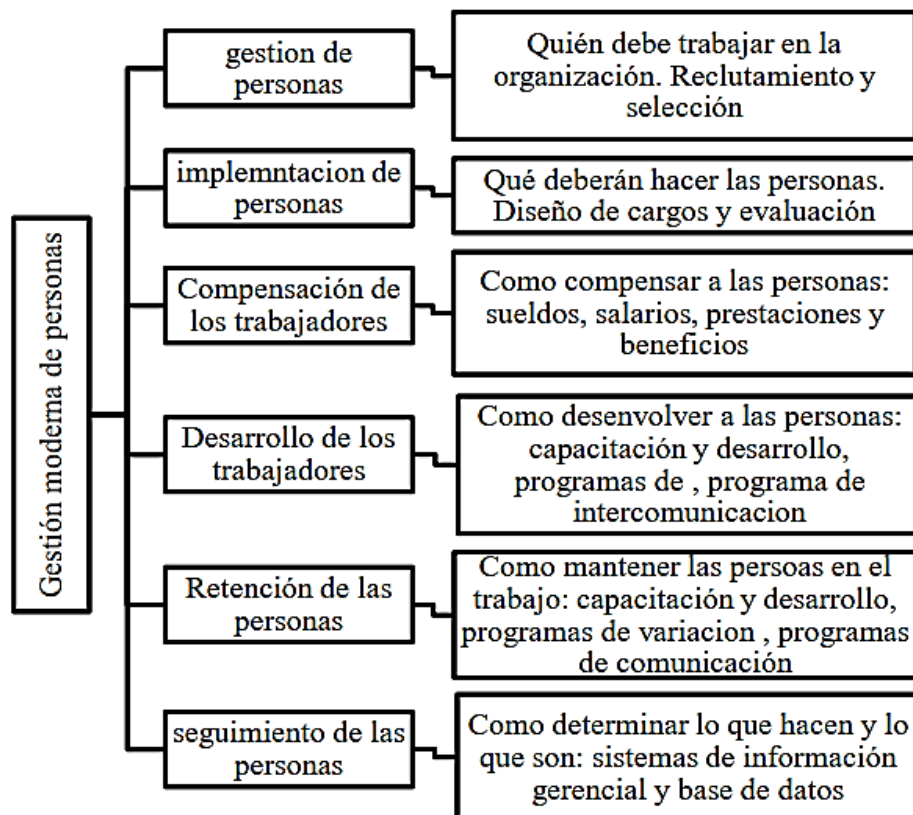 Gestión moderna de personas
gestion de
personas
Quién debe trabajar en la
organización. Reclutamiento y
selección
implemntacion de
personas
Qué deberán hacer las personas.
Diseño de cargos y evaluación
Compensación de
los trabajadores
Como compensar a las personas:
sueldos, salarios, prestaciones y
beneficios
Desarrollo de los
trabajadores
Como desenvolver a las personas:
capacitación y desarrollo,
programas de , programa de
intercomunicacion
Retención de las
personas
Como mantener las persoas en el
trabajo: capacitación y desarrollo,
programas de variacion , programas
de comunicación
seguimiento de las
personas
Como determinar lo que hacen y lo
que son: sistemas de información
gerencial y base de datos